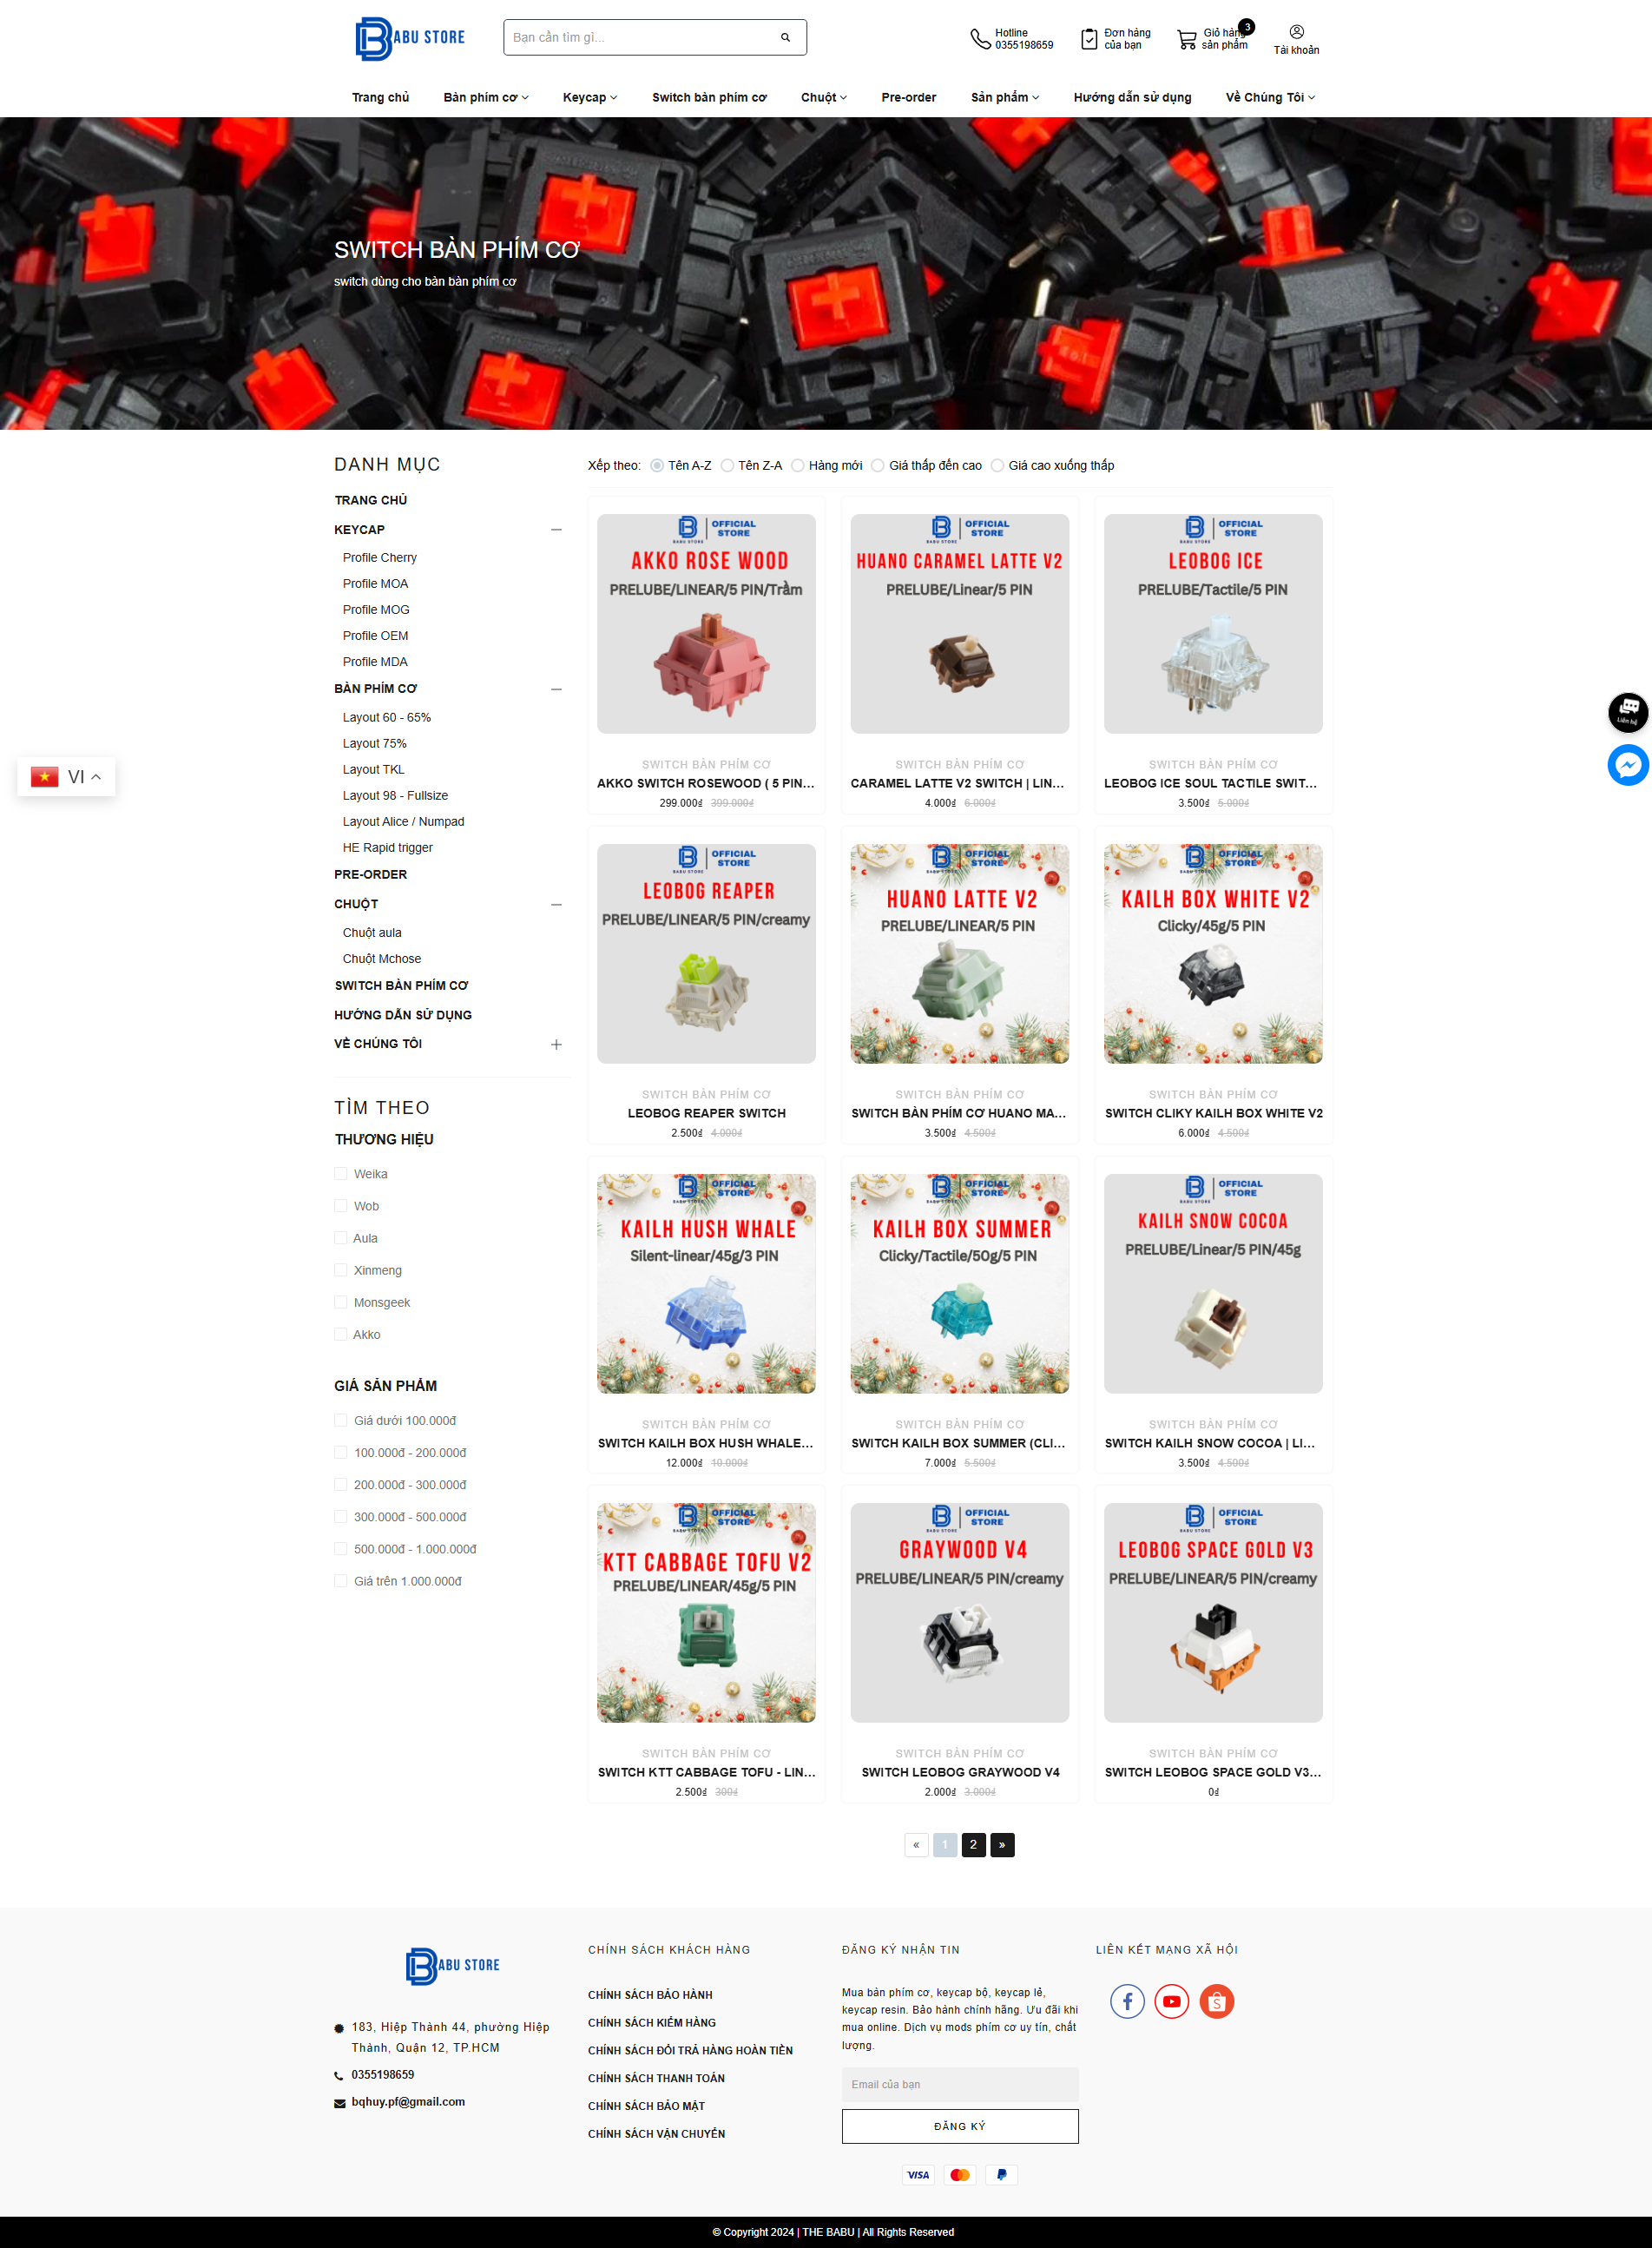 BABU STORE
Bạn cần tìm gì...
Hotline
0355198659
Đơn hàng
của bạn
3
Giỏ hàng
sản phẩm
Tài khoản
Trang chủ
Bàn phím cơ
Keycap
Switch bàn phím cơ
Chuột
Pre-order
Sản phẩm
Hướng dẫn sử dụng
Về Chúng Tôi
SWITCH BÀN PHÍM CƠ
switch dùng cho bàn bàn phím cơ
DANH MỤC
TRANG CHỦ
KEYCAP
Profile Cherry
Profile MOA
Profile MOG
Profile OEM
Profile MDA
BÀN PHÍM CƠ
Layout 60 - 65%
Layout 75%
Layout TKL
Layout 98 - Fullsize
Layout Alice / Numpad
HE Rapid trigger
PRE-ORDER
CHUỘT
Chuột aula
Chuột Mchose
SWITCH BÀN PHÍM CƠ
HƯỚNG DẪN SỬ DỤNG
VỀ CHÚNG TÔI
TÌM THEO
THƯƠNG HIỆU
Weika
Wob
Aula
Xinmeng
Monsgeek
Akko
GIÁ SẢN PHẨM
Giá dưới 100.000đ
100.000đ - 200.000đ
200.000đ - 300.000đ
300.000đ - 500.000đ
500.000đ - 1.000.000đ
Giá trên 1.000.000đ
VI
Liên hệ
Xếp theo:
Tên A-Z
Tên Z-A
Hàng mới
Giá thấp đến cao
Giá cao xuống thấp
BABU STORE
OFFICIAL
STORE
AKKO ROSE WOOD
PRELUBE/LINEAR/5 PIN/Trầm
SWITCH BÀN PHÍM CƠ
AKKO SWITCH ROSEWOOD ( 5 PIN...
299.000₫ 399.000₫
BABU STORE
OFFICIAL
STORE
HUANO CARAMEL LATTE V2
PRELUBE/Linear/5 PIN
SWITCH BÀN PHÍM CƠ
CARAMEL LATTE V2 SWITCH | LIN...
4.000₫ 6.000₫
BABU STORE
OFFICIAL
STORE
LEOBOG ICE
PRELUBE/Tactile/5 PIN
SWITCH BÀN PHÍM CƠ
LEOBOG ICE SOUL TACTILE SWIT...
3.500₫ 5.000₫
BABU STORE
OFFICIAL
STORE
LEOBOG REAPER
PRELUBE/LINEAR/5 PIN/creamy
SWITCH BÀN PHÍM CƠ
LEOBOG REAPER SWITCH
2.500₫ 4.000₫
BABU STORE
OFFICIAL
STORE
HUANO LATTE V2
PRELUBE/LINEAR/5 PIN
SWITCH BÀN PHÍM CƠ
SWITCH BÀN PHÍM CƠ HUANO MA...
3.500₫ 4.500₫
BABU STORE
OFFICIAL
STORE
KAILH BOX WHITE V2
Clicky/45g/5 PIN
SWITCH BÀN PHÍM CƠ
SWITCH CLIKY KAILH BOX WHITE V2
6.000₫ 4.500₫
BABU STORE
OFFICIAL
STORE
KAILH HUSH WHALE
Silent-linear/45g/3 PIN
SWITCH BÀN PHÍM CƠ
SWITCH KAILH BOX HUSH WHALE...
12.000₫ 10.000₫
BABU STORE
OFFICIAL
STORE
KAILH BOX SUMMER
Clicky/Tactile/50g/5 PIN
SWITCH BÀN PHÍM CƠ
SWITCH KAILH BOX SUMMER (CLI...
7.000₫ 5.500₫
BABU STORE
OFFICIAL
STORE
KAILH SNOW COCOA
PRELUBE/Linear/5 PIN/45g
SWITCH BÀN PHÍM CƠ
SWITCH KAILH SNOW COCOA | LI...
3.500₫ 4.500₫
BABU STORE
OFFICIAL
STORE
KTT CABBAGE TOFU V2
PRELUBE/LINEAR/45g/5 PIN
SWITCH BÀN PHÍM CƠ
SWITCH KTT CABBAGE TOFU - LIN...
2.500₫ 300₫
BABU STORE
OFFICIAL
STORE
GRAYWOOD V4
PRELUBE/LINEAR/5 PIN/creamy
SWITCH BÀN PHÍM CƠ
SWITCH LEOBOG GRAYWOOD V4
2.000₫ 3.000₫
BABU STORE
OFFICIAL
STORE
LEOBOG SPACE GOLD V3
PRELUBE/LINEAR/5 PIN/creamy
SWITCH BÀN PHÍM CƠ
SWITCH LEOBOG SPACE GOLD V3...
0₫
« 1 2 »
BABU STORE
183, Hiệp Thành 44, phường Hiệp
Thành, Quận 12, TP.HCM
0355198659
bqhuy.pf@gmail.com
CHÍNH SÁCH KHÁCH HÀNG
CHÍNH SÁCH BẢO HÀNH
CHÍNH SÁCH KIỂM HÀNG
CHÍNH SÁCH ĐỔI TRẢ HÀNG HOÀN TIỀN
CHÍNH SÁCH THANH TOÁN
CHÍNH SÁCH BẢO MẬT
CHÍNH SÁCH VẬN CHUYỂN
ĐĂNG KÝ NHẬN TIN
Mua bàn phím cơ, keycap bộ, keycap lẻ,
keycap resin. Bảo hành chính hãng. Ưu đãi khi
mua online. Dịch vụ mods phím cơ uy tín, chất
lượng.
Email của bạn
ĐĂNG KÝ
VISA
LIÊN KẾT MẠNG XÃ HỘI
© Copyright 2024 | THE BABU | All Rights Reserved